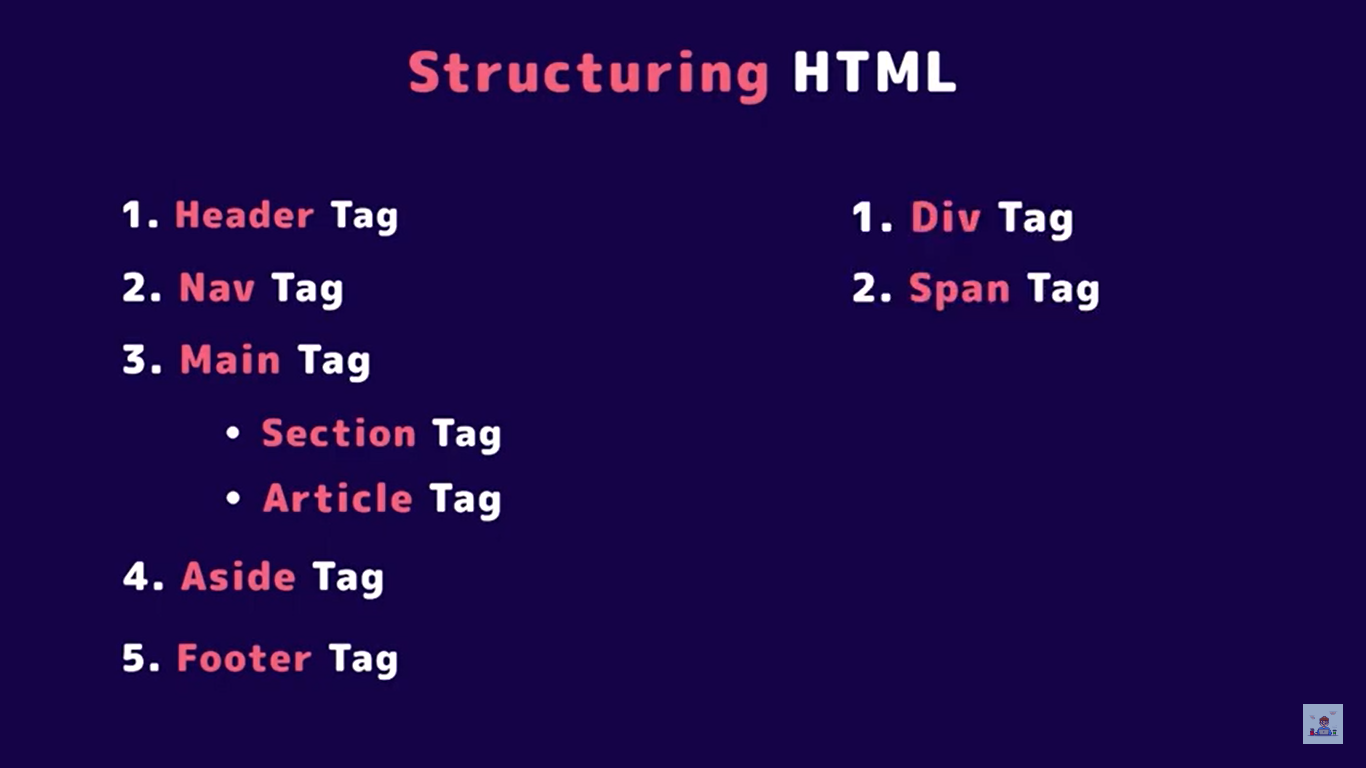 Structuring HTML
1. Header Tag
2. Nav Tag
3. Main Tag
• Section Tag
• Article Tag
4. Aside Tag
5. Footer Tag
1. Div Tag
2. Span Tag